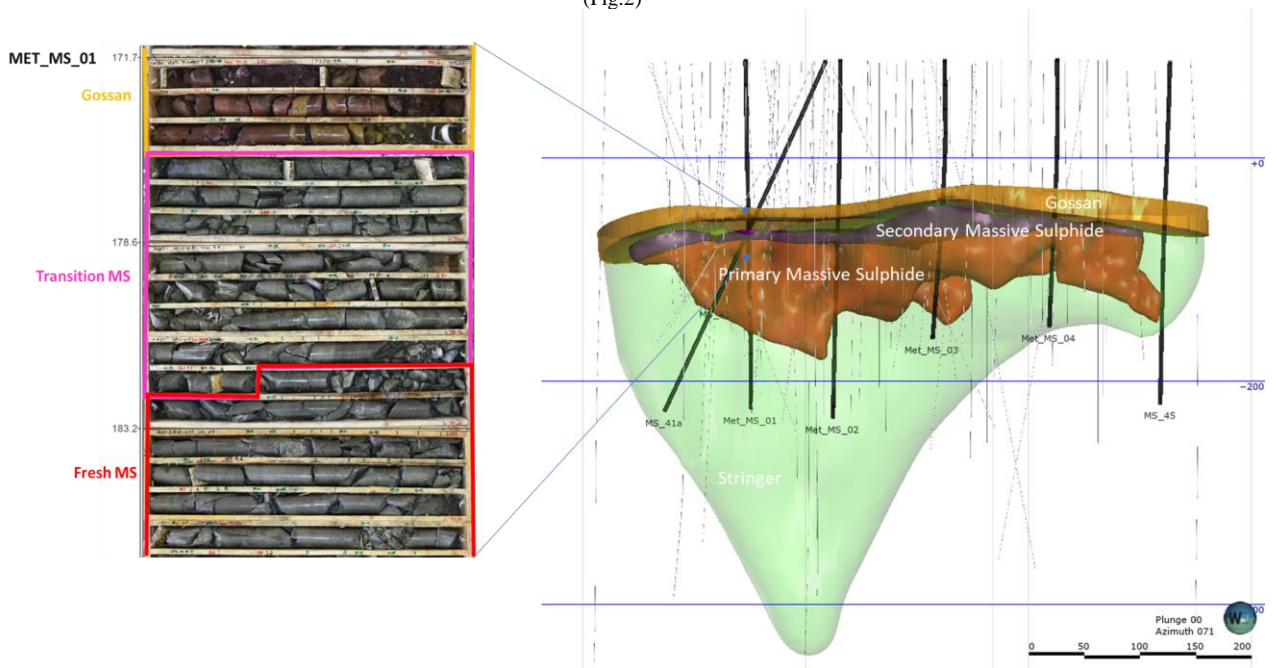 (Fig.2)
MET_MS_01
171.7
Gossan
178.6
Transition MS
183.2
Fresh MS
+0
Gossan
Secondary Massive Sulphide
Primary Massive Sulphide
Met_MS_03
Met_MS_04
-200
MS_41a
Met_MS_01
Met_MS_02
MS_45
Stringer
Plunge 00
Azimuth 071
W
0 50 100 150 200